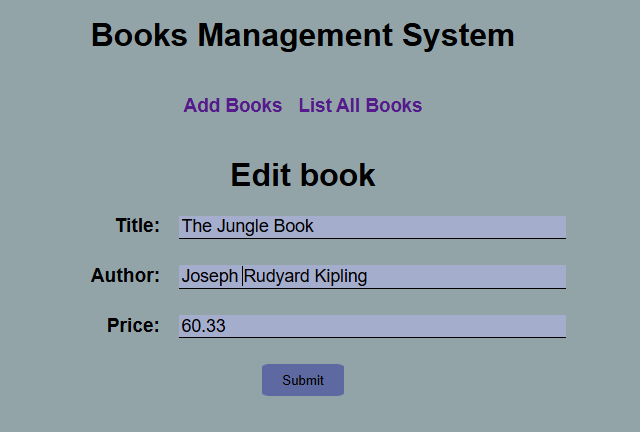 Books Management System
Add Books List All Books
Edit book
Title: The Jungle Book
Author: Joseph Rudyard Kipling
Price: 60.33
Submit